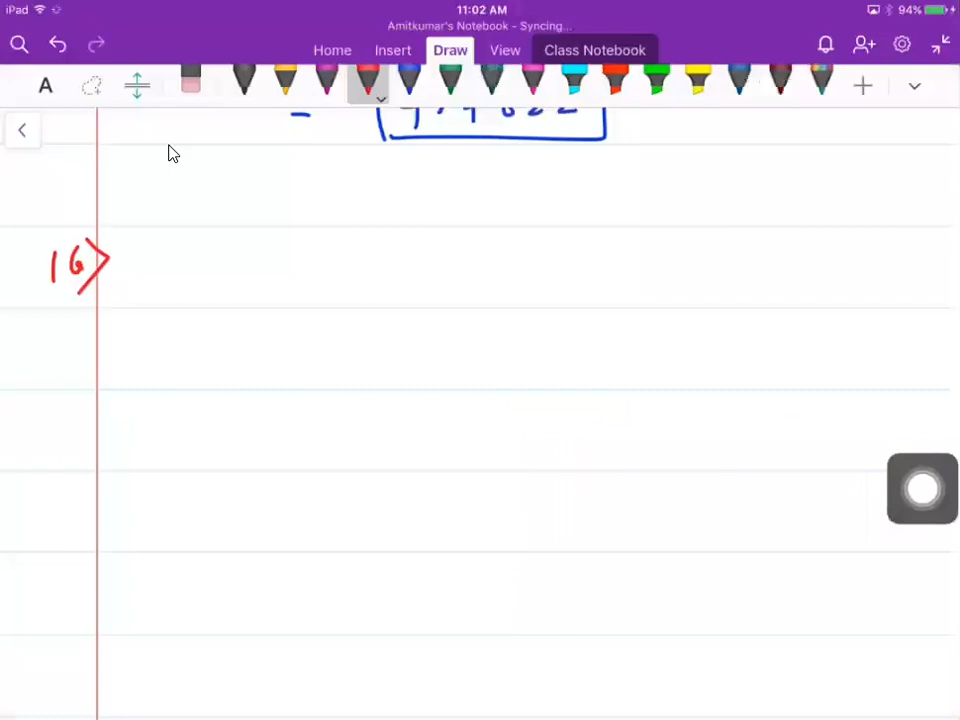 iPad 11:02 AM 94%
Amitkumar's Notebook - Syncing...
Home Insert Draw View Class Notebook
A
=
16>